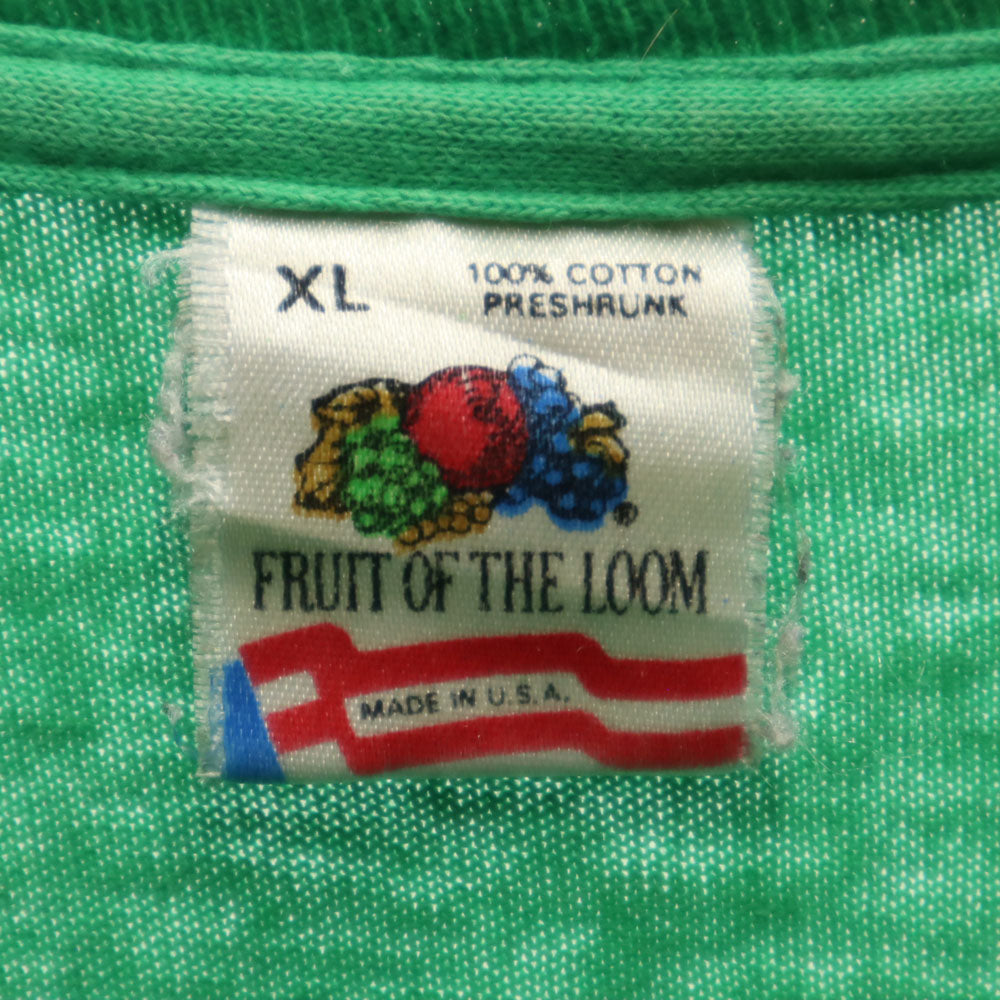 XL
100% COTTON
PRESHRUNK
®
FRUIT OF THE LOOM
MADE IN U.S.A.